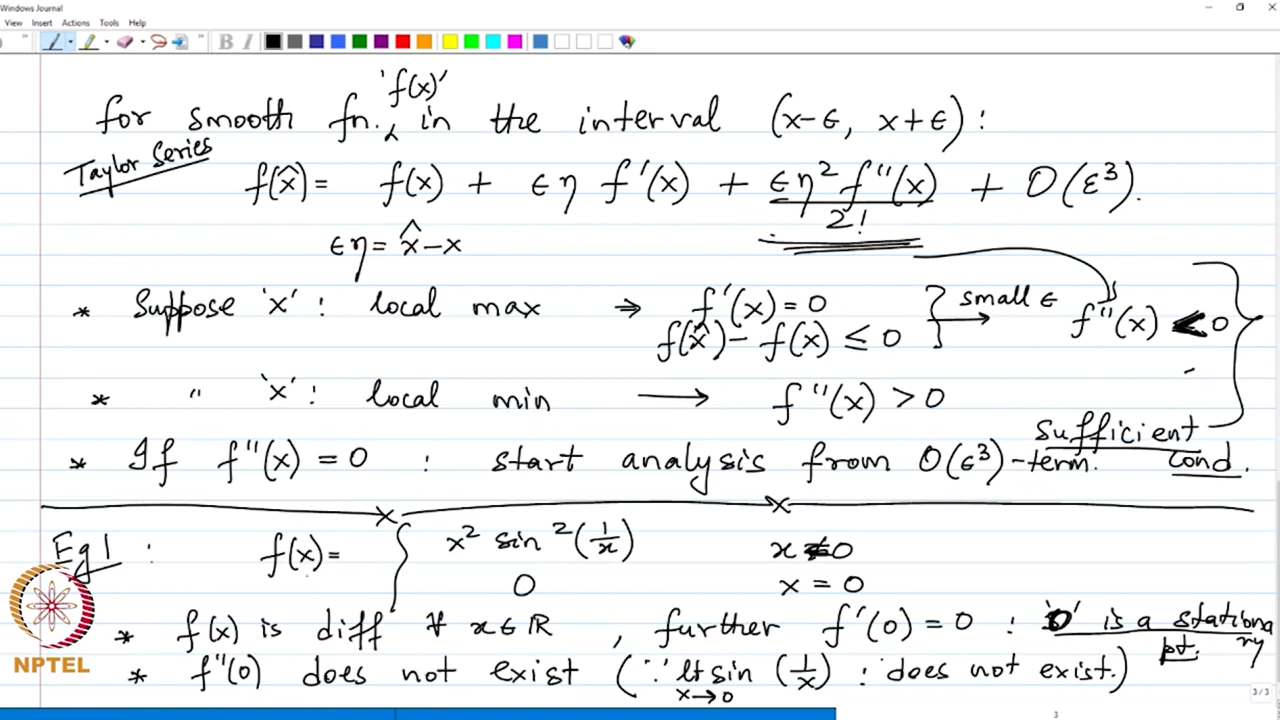 Windows Journal
View Insert Actions Tools Help
'f(x)'
for smooth fn. ^ in the interval (x-ϵ, x+ϵ):
Taylor Series
f(x̂) = f(x) + ϵη f'(x) + ϵη² f''(x) / 2! + O(ε³).
ϵη = x̂-x
* Suppose 'x' : local max ⇒ f'(x) = 0
f(x̂) - f(x) ≤ 0 } → small ϵ f''(x) < 0
* " 'x' : local min → f''(x) > 0
sufficient cond.
* If f''(x) = 0 : start analysis from O(ϵ³)-term.
Eg1 : f(x) = { x² sin²(1/x) x ≠ 0
0 x = 0
* f(x) is diff ∀ x ∈ ℝ , further f'(0) = 0 : '0' is a stationary pt.
* f''(0) does not exist (∵ lt x→0 sin (1/x) : does not exist.)
NPTEL
3/3
3